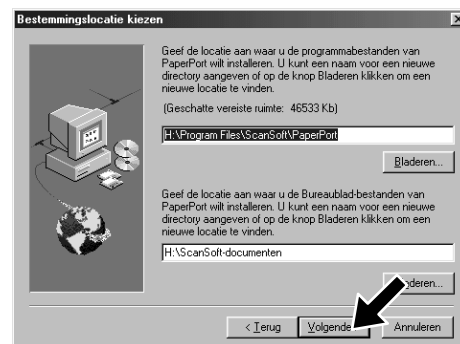 Bestemmingslocatie kiezen
Geef de locatie aan waar u de programmabestanden van
PaperPort wilt installeren. U kunt een naam voor een nieuwe
directory aangeven of op de knop Bladeren klikken om een
nieuwe locatie te vinden.
(Geschatte vereiste ruimte: 46533 Kb)
H:\Program Files\ScanSoft\PaperPort
Bladeren...
Geef de locatie aan waar u de Bureaublad-bestanden van
PaperPort wilt installeren. U kunt een naam voor een nieuwe
directory aangeven of op de knop Bladeren klikken om een
nieuwe locatie te vinden.
H:\ScanSoft-documenten
deren...
< Terug Volgende Annuleren